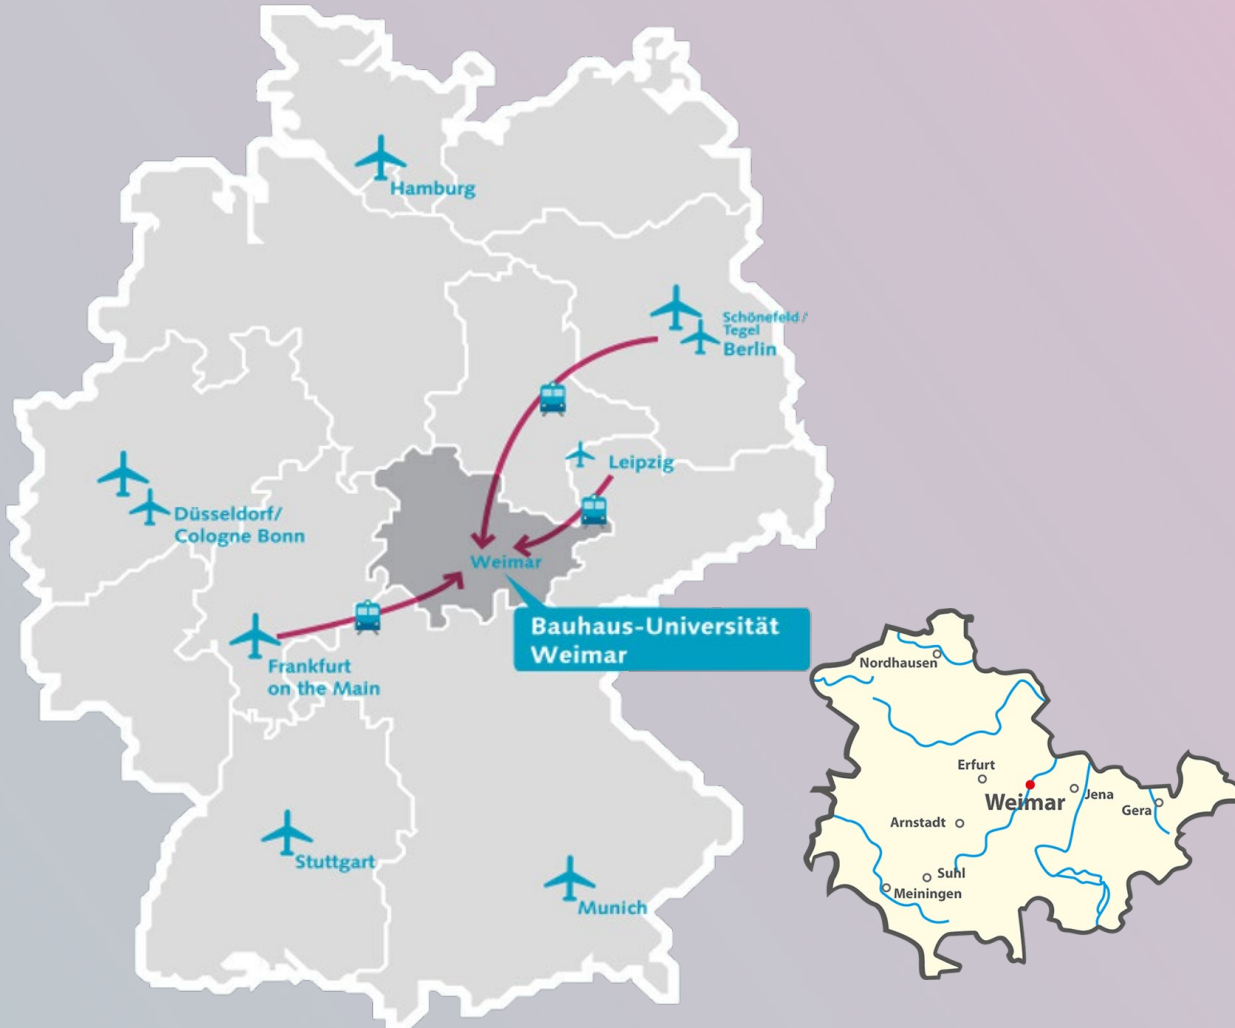 Hamburg
Schönefeld /
Tegel
Berlin
Leipzig
Düsseldorf/
Cologne Bonn
Weimar
Bauhaus-Universität
Weimar
Frankfurt
on the Main
Stuttgart
Munich
Nordhausen
Erfurt
Weimar
Jena
Gera
Arnstadt
Suhl
Meiningen